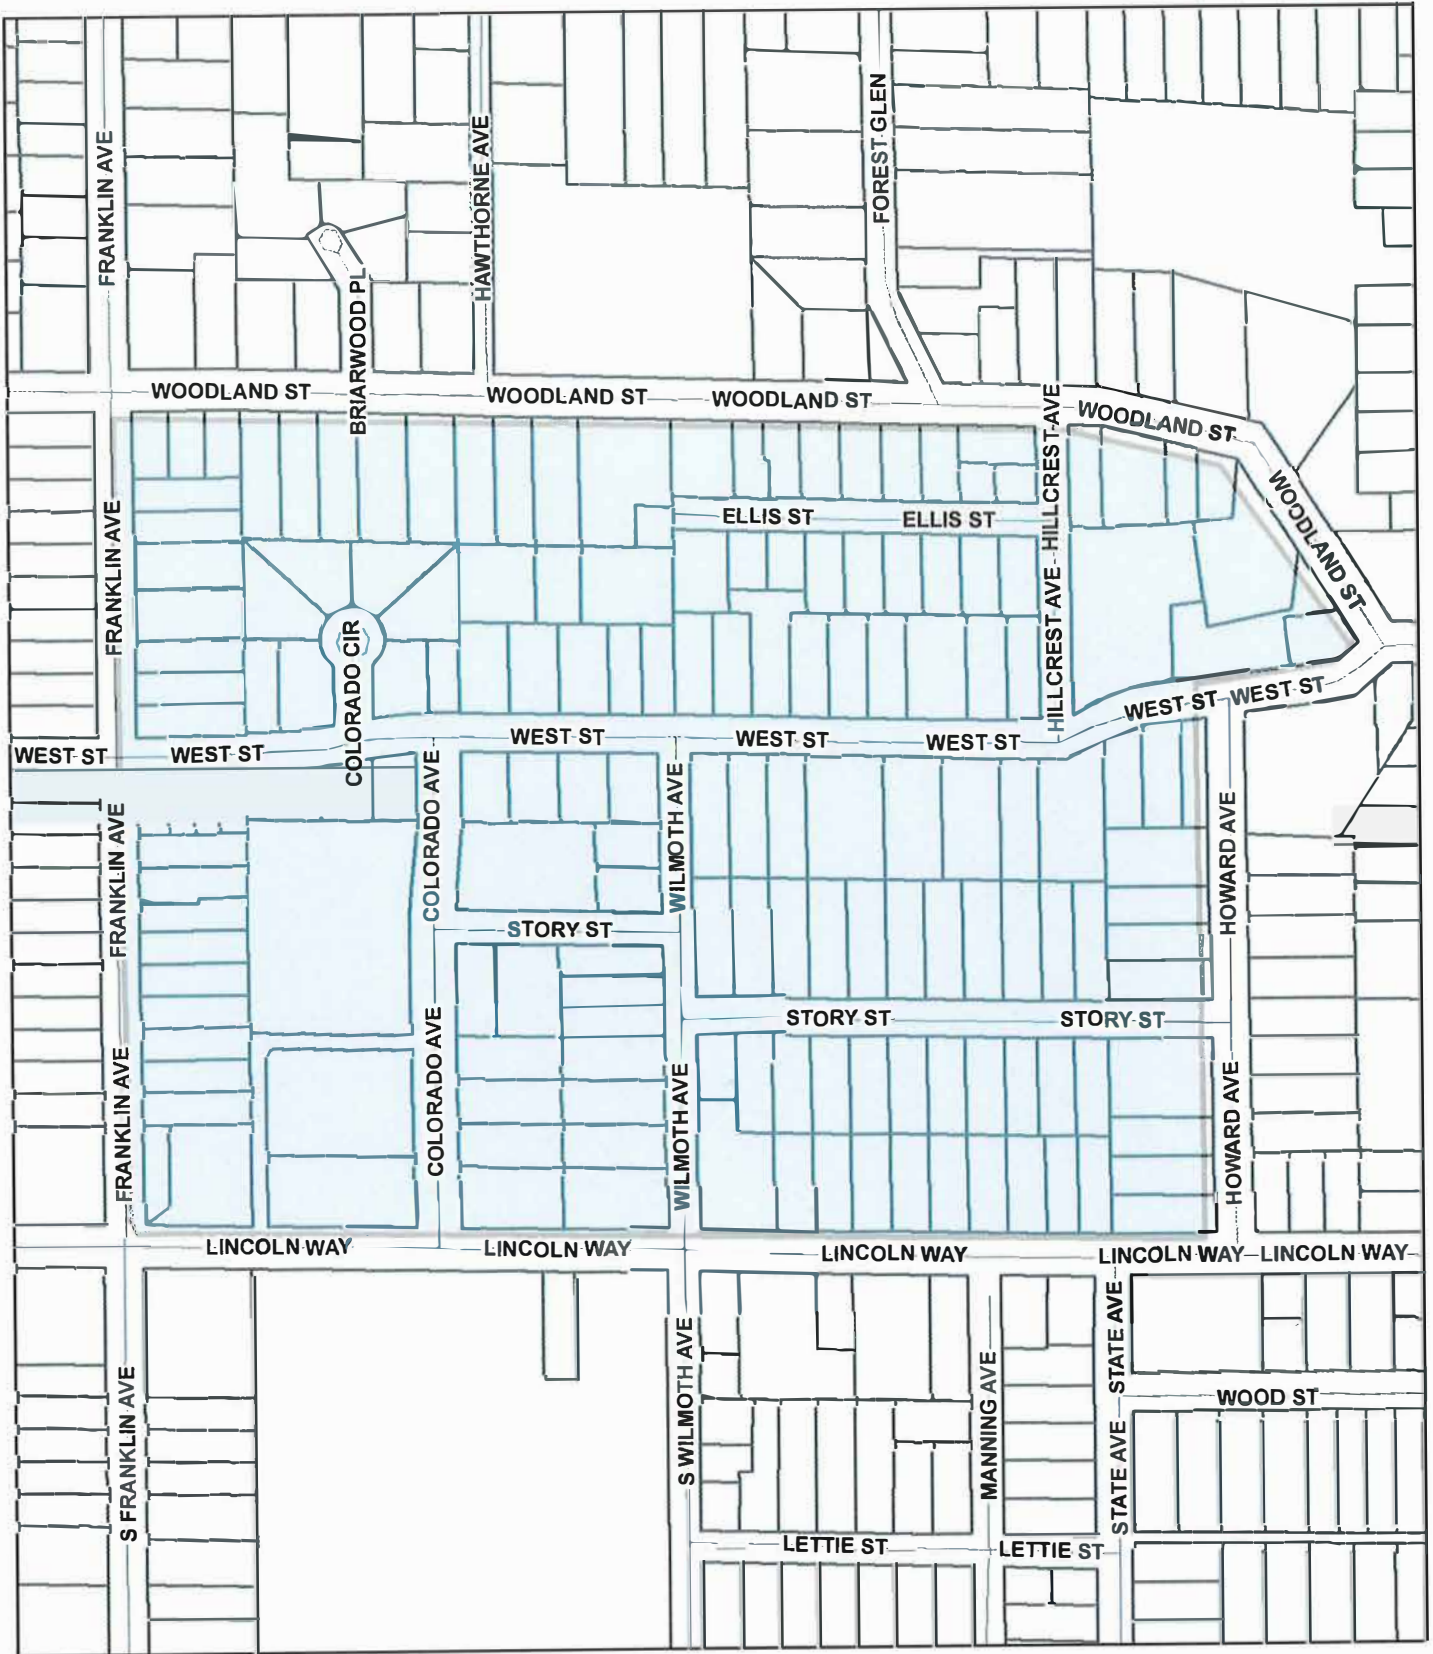 FRANKLIN AVE
HAWTHORNE AVE
FOREST GLEN
BRIARWOOD PL
WOODLAND ST
WOODLAND ST
WOODLAND ST
HILLCREST AVE
WOODLAND ST
WOODLAND ST
ELLIS ST
ELLIS ST
FRANKLIN AVE
HILLCREST AVE
WOODLAND ST
COLORADO CIR
HILLCREST AVE
WEST ST
WEST ST
WEST ST
WEST ST
WEST ST
WEST ST
WEST ST
FRANKLIN AVE
COLORADO AVE
WILMOTH AVE
HOWARD AVE
STORY ST
STORY ST
STORY ST
FRANKLIN AVE
COLORADO AVE
WILMOTH AVE
HOWARD AVE
LINCOLN WAY
LINCOLN WAY
LINCOLN WAY
LINCOLN WAY
LINCOLN WAY
S FRANKLIN AVE
S WILMOTH AVE
MANNING AVE
STATE AVE
WOOD ST
STATE AVE
LETTIE ST
LETTIE ST